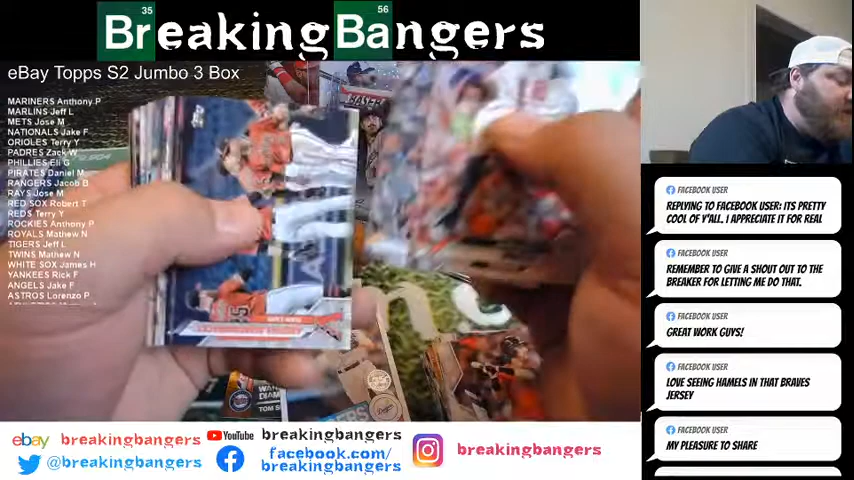 35
56
BreakingBangers
eBay Topps S2 Jumbo 3 Box
MARINERS Anthony P
MARLINS Jeff L
METS Jose M
NATIONALS Jake F
ORIOLES Terry Y
PADRES Zack W
PHILLIES Eli G
PIRATES Daniel M
RANGERS Jacob B
RAYS Jose M
RED SOX Robert T
REDS Terry Y
ROCKIES Anthony P
ROYALS Mathew N
TIGERS Jeff L
TWINS Mathew N
WHITE SOX James H
YANKEES Rick F
ANGELS Jake F
ASTROS Lorenzo P
FACEBOOK USER
REPLYING TO FACEBOOK USER: ITS PRETTY
COOL OF Y'ALL. I APPRECIATE IT FOR REAL
FACEBOOK USER
REMEMBER TO GIVE A SHOUT OUT TO THE
BREAKER FOR LETTING ME DO THAT.
FACEBOOK USER
GREAT WORK GUYS!
FACEBOOK USER
LOVE SEEING HAMELS IN THAT BRAVES
JERSEY
FACEBOOK USER
MY PLEASURE TO SHARE
ebay breakingbangers
YouTube breakingbangers
@breakingbangers
facebook.com/
breakingbangers
breakingbangers